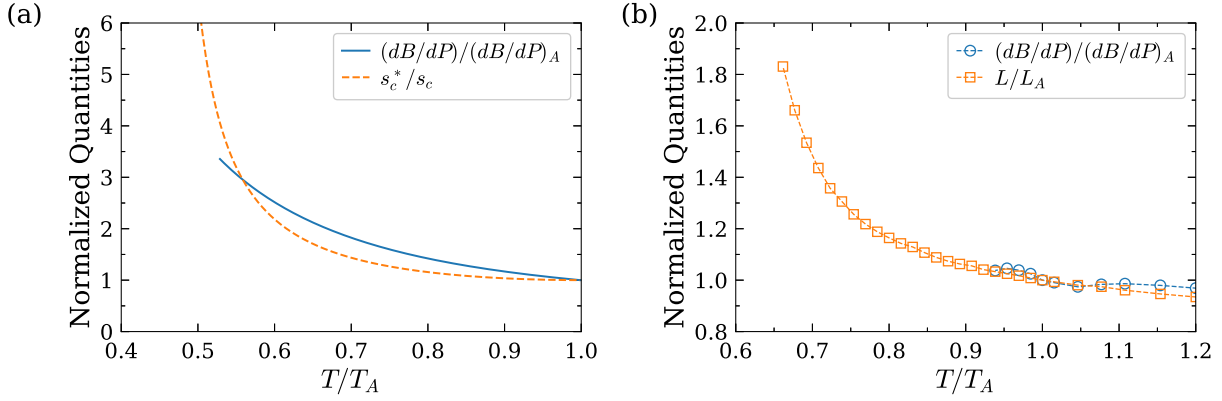 (a)
Normalized Quantities
6
5
4
3
2
1
0
0.4 0.5 0.6 0.7 0.8 0.9 1.0
T/T_A
(dB/dP)/(dB/dP)_A
s_c^*/s_c
(b)
Normalized Quantities
2.0
1.8
1.6
1.4
1.2
1.0
0.8
0.6 0.7 0.8 0.9 1.0 1.1 1.2
T/T_A
(dB/dP)/(dB/dP)_A
L/L_A